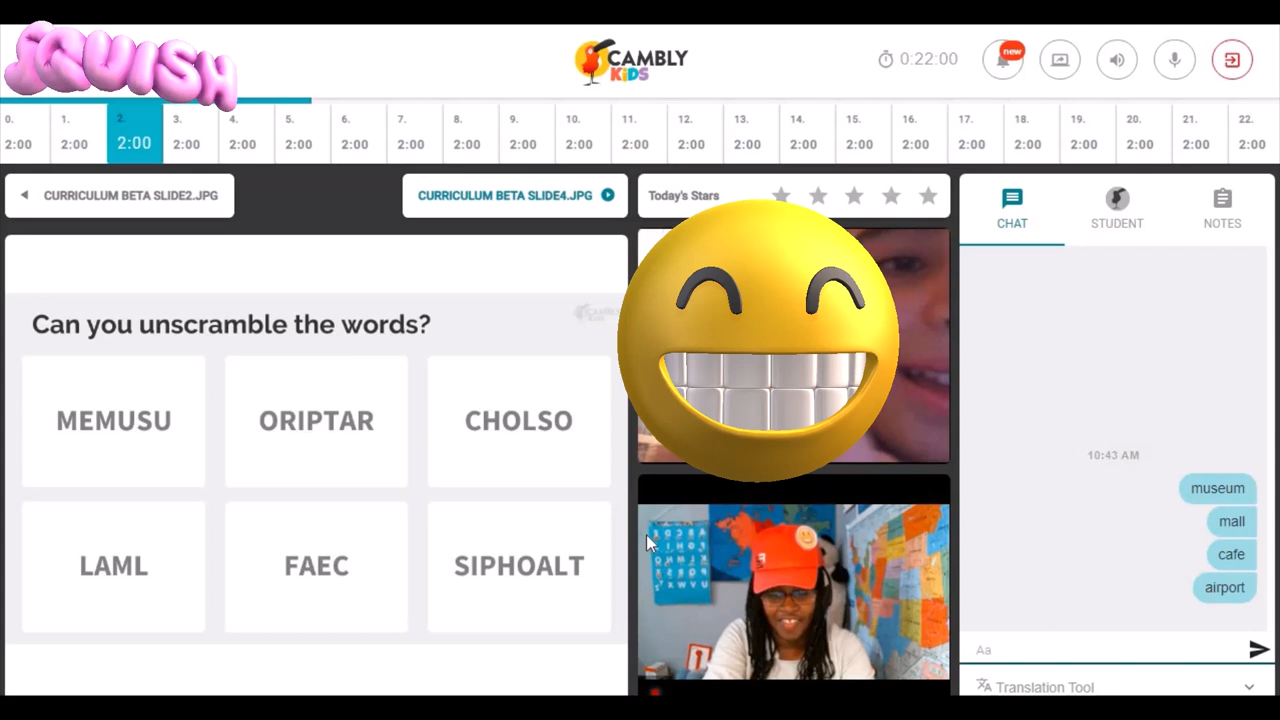 SQUISH
CAMBLY
KIDS
0:22:00
new
0. 1. 2. 3. 4. 5. 6. 7. 8. 9. 10. 11. 12. 13. 14. 15. 16. 17. 18. 19. 20. 21. 22.
2:00 2:00 2:00 2:00 2:00 2:00 2:00 2:00 2:00 2:00 2:00 2:00 2:00 2:00 2:00 2:00 2:00 2:00 2:00 2:00 2:00 2:00 2:00
CURRICULUM BETA SLIDE2.JPG
CURRICULUM BETA SLIDE4.JPG
Today's Stars
CHAT
STUDENT
NOTES
Can you unscramble the words?
MEMUSU
ORIPTAR
CHOLSO
LAML
FAEC
SIPHOALT
10:43 AM
museum
mall
cafe
airport
Aa
Translation Tool